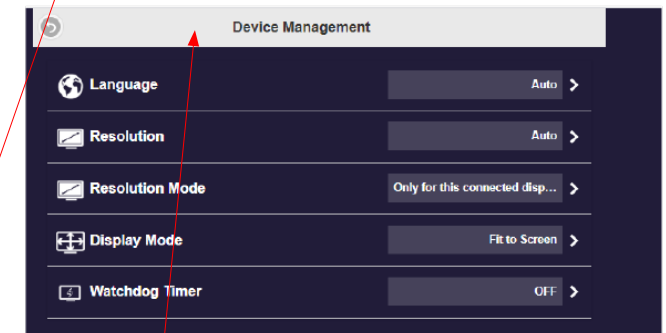 Device Management
Language Auto
Resolution Auto
Resolution Mode Only for this connected disp...
Display Mode Fit to Screen
Watchdog Timer OFF